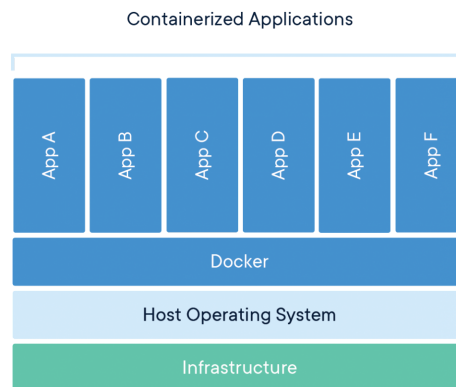 Containerized Applications
App A
App B
App C
App D
App E
App F
Docker
Host Operating System
Infrastructure